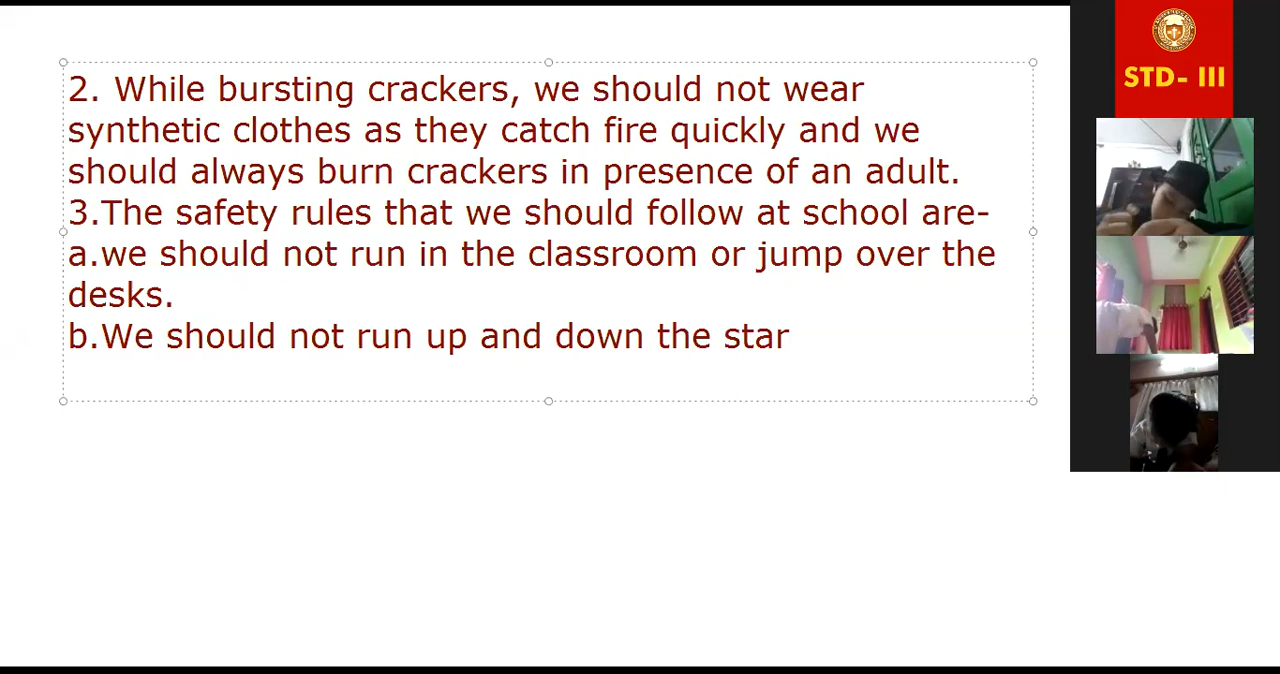 2. While bursting crackers, we should not wear
synthetic clothes as they catch fire quickly and we
should always burn crackers in presence of an adult.
3.The safety rules that we should follow at school are-
a.we should not run in the classroom or jump over the
desks.
b.We should not run up and down the star
STD- III